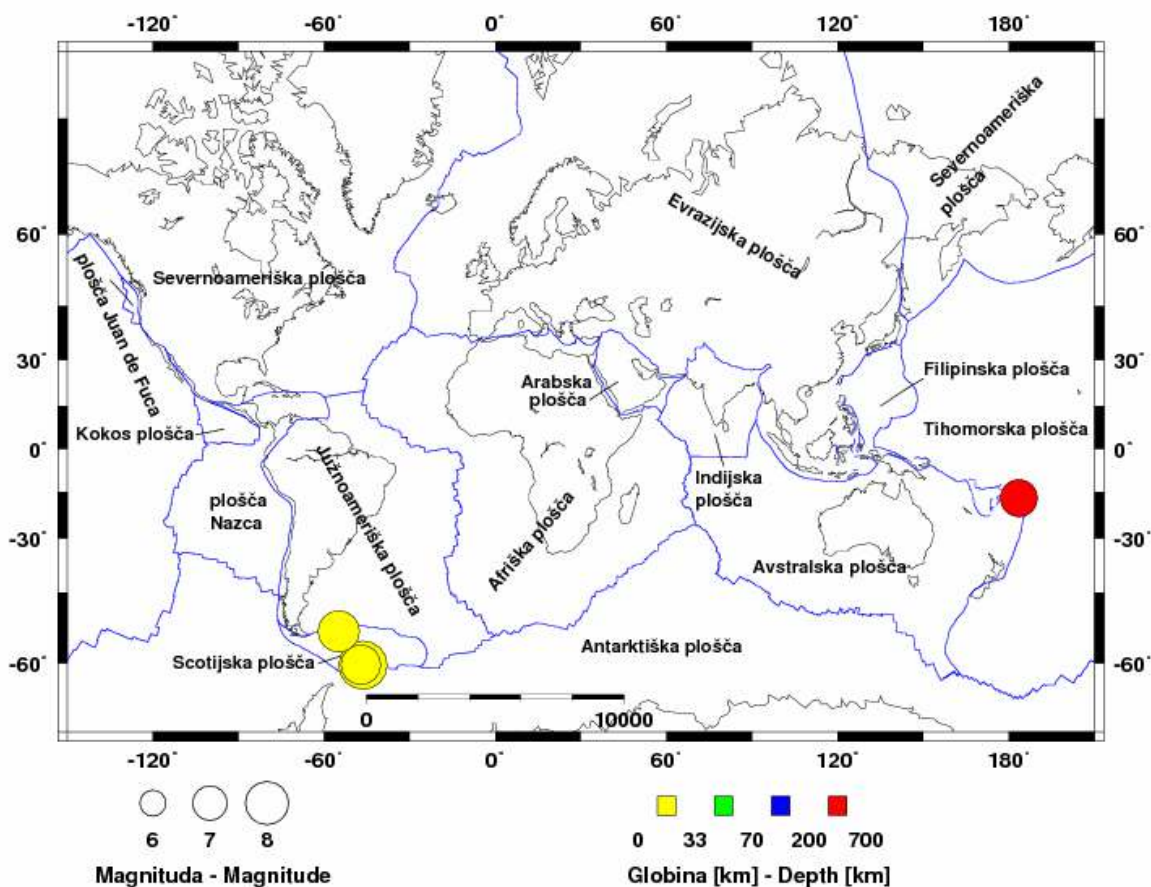 -120˚ -60˚ 0˚ 60˚ 120˚ 180˚
Severnoameriška
plošča
Evrazijska plošča
60˚ 60˚
Severnoameriška plošča
plošča Juan de Fuca
30˚ 30˚
Arabska
plošča
Filipinska plošča
Kokos plošča
Tihomorska plošča
0˚ 0˚
Južnoameriška plošča
Indijska
plošča
plošča
Nazca
Afriška plošča
-30˚ -30˚
Avstralska plošča
Antarktiška plošča
Scotijska plošča
-60˚ -60˚
0 10000
-120˚ -60˚ 0˚ 60˚ 120˚ 180˚
6 7 8
0 33 70 200 700
Magnituda - Magnitude
Globina [km] - Depth [km]